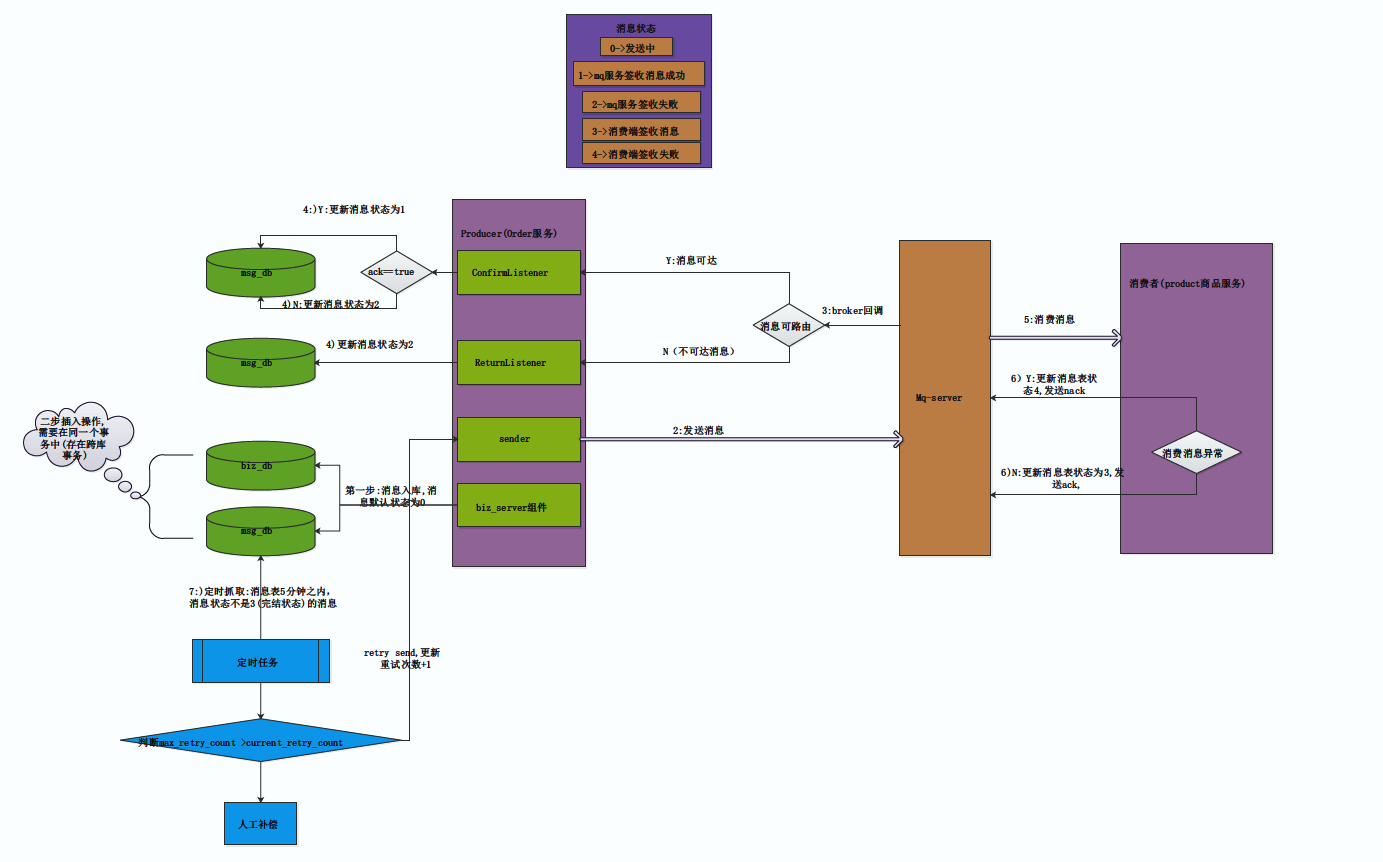 消息状态
0->发送中
1->mq服务签收消息成功
2->mq服务签收失败
3->消费端签收消息
4->消费端签收失败
4:)Y:更新消息状态为1
Producer(Order服务)
msg_db
ack==true
ConfirmListener
Y:消息可达
4)N:更新消息状态为2
消费者(product商品服务)
3:broker回调
消息可路由
5:消费消息
4)更新消息状态为2
N（不可达消息）
msg_db
ReturnListener
6）Y:更新消息表状
态4,发送nack
Mq-server
二步插入操作,
需要在同一个事
务中(存在跨库
事务)
sender
2:发送消息
消费消息异常
biz_db
6)N:更新消息表状态为3,发
送ack,
第一步:消息入库,消
息默认状态为0
biz_server组件
msg_db
7:)定时抓取:消息表5分钟之内,
消息状态不是3(完结状态)的消息
定时任务
retry send,更新
重试次数+1
判断max_retry_count >current_retry_count
人工补偿